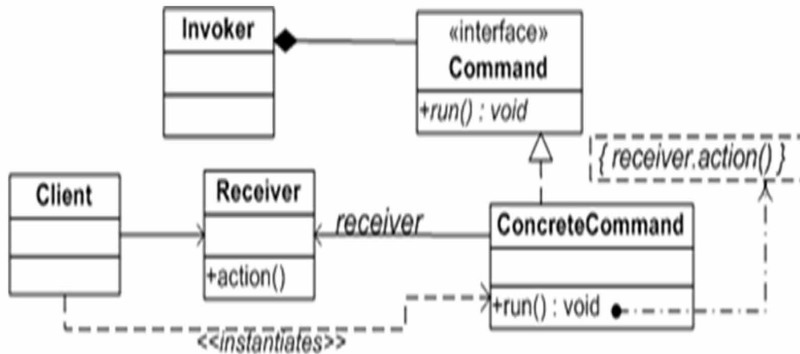 Invoker
«interface»
Command
+run() : void
{ receiver.action() }
Client
Receiver
receiver
ConcreteCommand
+action()
+run() : void
<<instantiates>>